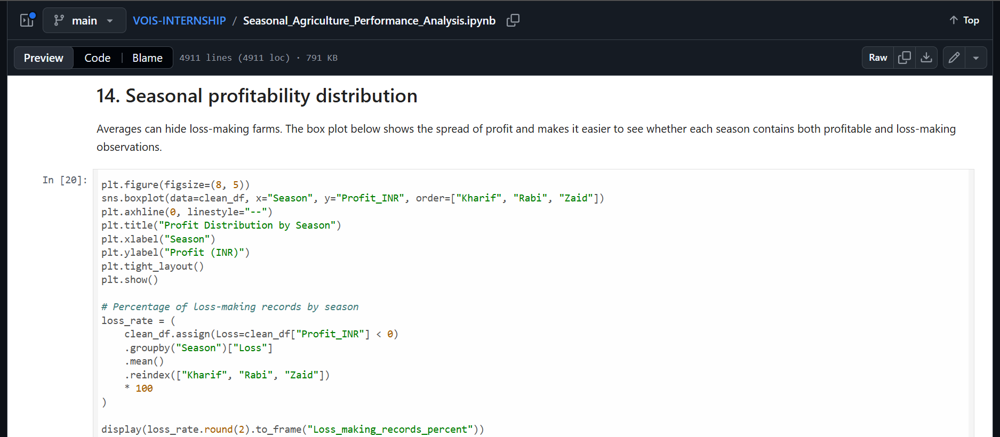 main
VOIS-INTERNSHIP / Seasonal_Agriculture_Performance_Analysis.ipynb
Top
Preview Code Blame 4911 lines (4911 loc) · 791 KB
Raw
14. Seasonal profitability distribution
Averages can hide loss-making farms. The box plot below shows the spread of profit and makes it easier to see whether each season contains both profitable and loss-making
observations.
In [20]:
plt.figure(figsize=(8, 5))
sns.boxplot(data=clean_df, x="Season", y="Profit_INR", order=["Kharif", "Rabi", "Zaid"])
plt.axhline(0, linestyle="--")
plt.title("Profit Distribution by Season")
plt.xlabel("Season")
plt.ylabel("Profit (INR)")
plt.tight_layout()
plt.show()

# Percentage of loss-making records by season
loss_rate = (
    clean_df.assign(Loss=clean_df["Profit_INR"] < 0)
    .groupby("Season")["Loss"]
    .mean()
    .reindex(["Kharif", "Rabi", "Zaid"])
    * 100
)

display(loss_rate.round(2).to_frame("Loss_making_records_percent"))